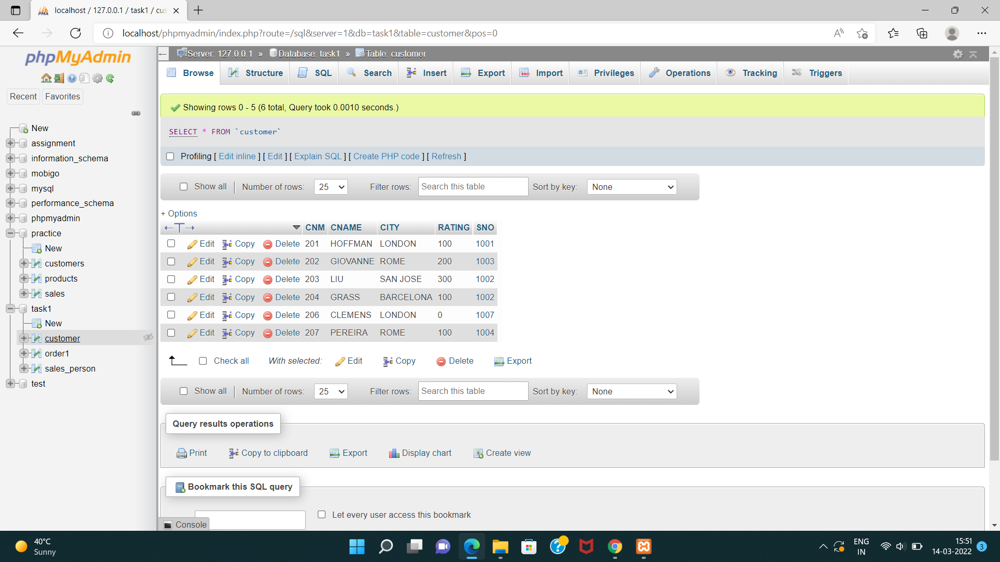 localhost / 127.0.0.1 / task1 / cus
localhost/phpmyadmin/index.php?route=/sql&server=1&db=task1&table=customer&pos=0
phpMyAdmin
Recent Favorites
New
assignment
information_schema
mobigo
mysql
performance_schema
phpmyadmin
practice
New
customers
products
sales
task1
New
customer
order1
sales_person
test
Server: 127.0.0.1 » Database: task1 » Table: customer
Browse Structure SQL Search Insert Export Import Privileges Operations Tracking Triggers
Showing rows 0 - 5 (6 total, Query took 0.0010 seconds.)
SELECT * FROM `customer`
Profiling [ Edit inline ] [ Edit ] [ Explain SQL ] [ Create PHP code ] [ Refresh ]
Show all Number of rows: 25 Filter rows: Search this table Sort by key: None
+ Options
CNM CNAME CITY RATING SNO
Edit Copy Delete 201 HOFFMAN LONDON 100 1001
Edit Copy Delete 202 GIOVANNE ROME 200 1003
Edit Copy Delete 203 LIU SAN JOSE 300 1002
Edit Copy Delete 204 GRASS BARCELONA 100 1002
Edit Copy Delete 206 CLEMENS LONDON 0 1007
Edit Copy Delete 207 PEREIRA ROME 100 1004
Check all With selected: Edit Copy Delete Export
Show all Number of rows: 25 Filter rows: Search this table Sort by key: None
Query results operations
Print Copy to clipboard Export Display chart Create view
Bookmark this SQL query
Let every user access this bookmark
Console
40°C
Sunny
ENG
IN
15:51
14-03-2022
3